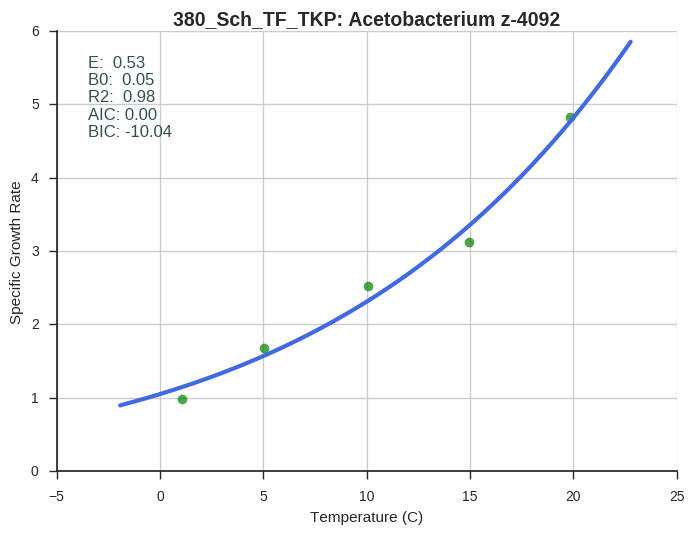 380_Sch_TF_TKP: Acetobacterium z-4092
E: 0.53
B0: 0.05
R2: 0.98
AIC: 0.00
BIC: -10.04
Specific Growth Rate
6
5
4
3
2
1
0
−5 0 5 10 15 20 25
Temperature (C)